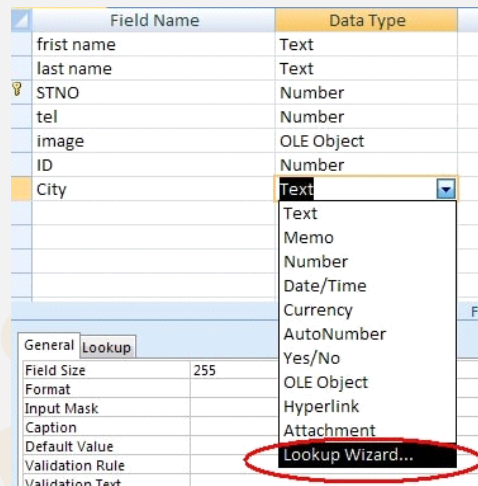 Field Name Data Type
frist name Text
last name Text
STNO Number
tel Number
image OLE Object
ID Number
City Text
Text
Memo
Number
Date/Time
Currency
AutoNumber
Yes/No
OLE Object
Hyperlink
Attachment
Lookup Wizard...
F
General Lookup
Field Size 255
Format
Input Mask
Caption
Default Value
Validation Rule
Validation Text